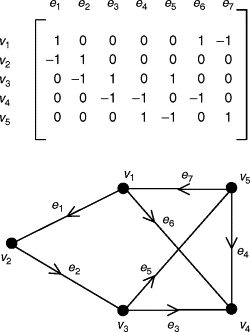 e1 e2 e3 e4 e5 e6 e7
v1 1 0 0 0 0 1 -1
v2 -1 1 0 0 0 0 0
v3 0 -1 1 0 1 0 0
v4 0 0 -1 -1 0 -1 0
v5 0 0 0 1 -1 0 1
v1 e7 v5
e1 e6
v2 e2 e5 e4
v3 e3 v4